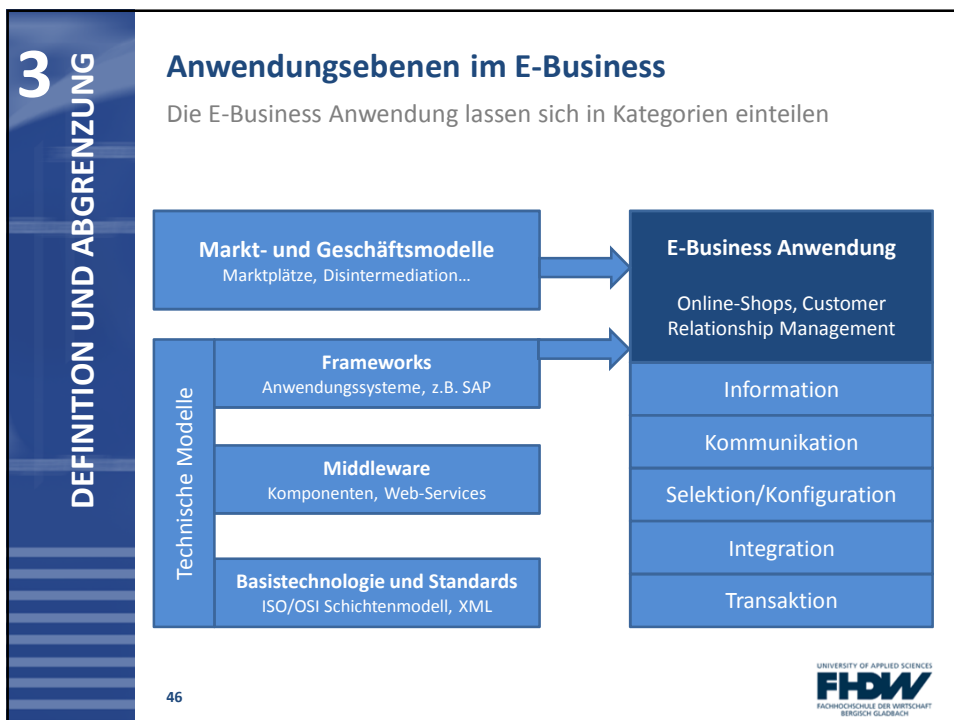 3
DEFINITION UND ABGRENZUNG
Anwendungsebenen im E-Business
Die E-Business Anwendung lassen sich in Kategorien einteilen
Markt- und Geschäftsmodelle
Marktplätze, Disintermediation…
Technische Modelle
Frameworks
Anwendungssysteme, z.B. SAP
Middleware
Komponenten, Web-Services
Basistechnologie und Standards
ISO/OSI Schichtenmodell, XML
E-Business Anwendung
Online-Shops, Customer
Relationship Management
Information
Kommunikation
Selektion/Konfiguration
Integration
Transaktion
46
UNIVERSITY OF APPLIED SCIENCES
FHDW
FACHHOCHSCHULE DER WIRTSCHAFT
BERGISCH GLADBACH